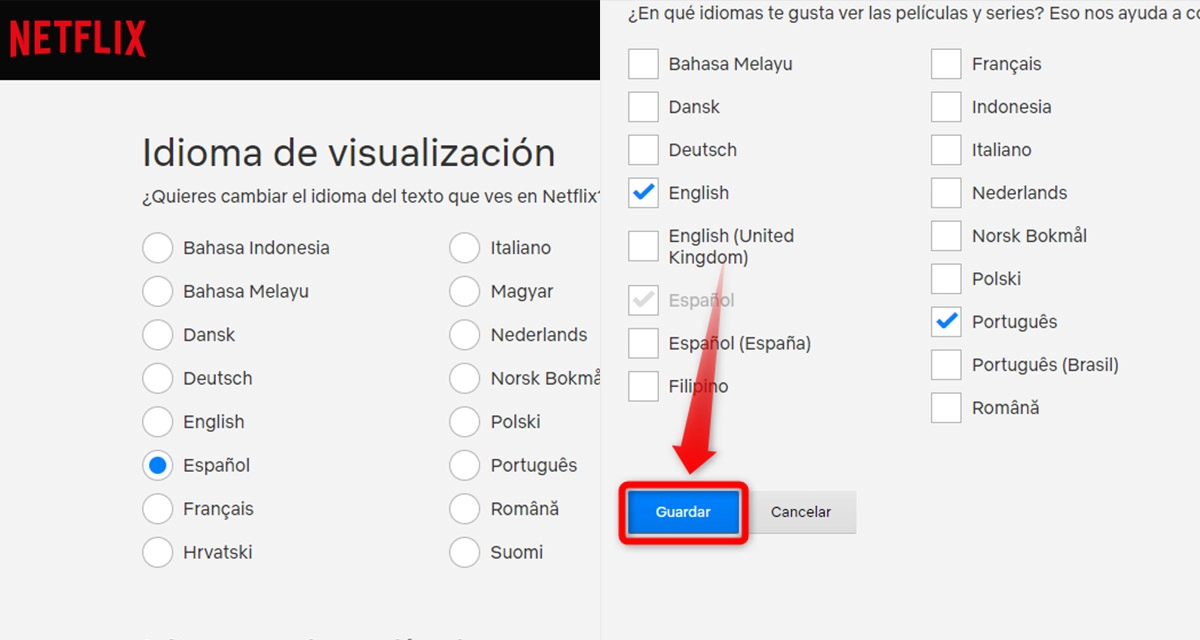 NETFLIX
Idioma de visualización
¿Quieres cambiar el idioma del texto que ves en Netflix?
Bahasa Indonesia
Bahasa Melayu
Dansk
Deutsch
English
Español
Français
Hrvatski
Italiano
Magyar
Nederlands
Norsk Bokmå
Polski
Português
Română
Suomi
¿En qué idiomas te gusta ver las películas y series? Eso nos ayuda a
Bahasa Melayu
Dansk
Deutsch
English
English (United
Kingdom)
Español
Español (España)
Filipino
Français
Indonesia
Italiano
Nederlands
Norsk Bokmål
Polski
Português
Português (Brasil)
Română
Guardar
Cancelar